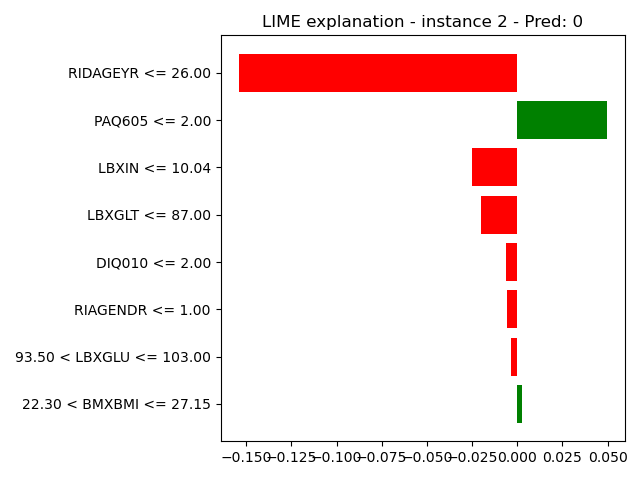 LIME explanation - instance 2 - Pred: 0
RIDAGEYR <= 26.00
PAQ605 <= 2.00
LBXIN <= 10.04
LBXGLT <= 87.00
DIQ010 <= 2.00
RIAGENDR <= 1.00
93.50 < LBXGLU <= 103.00
22.30 < BMXBMI <= 27.15
−0.150 −0.125 −0.100 −0.075 −0.050 −0.025 0.000 0.025 0.050